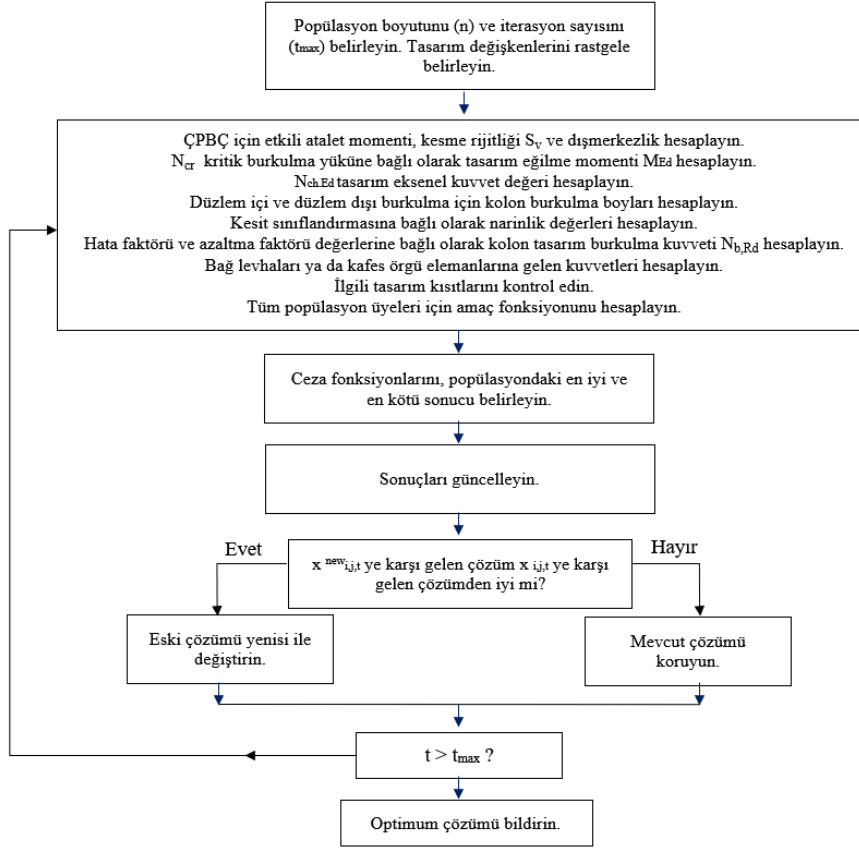 Popülasyon boyutunu (n) ve iterasyon sayısını
(tmax) belirleyin. Tasarım değişkenlerini rastgele
belirleyin.
ÇPBÇ için etkili atalet momenti, kesme rijitliği Sv ve dışmerkezlik hesaplayın.
Ncr kritik burkulma yüküne bağlı olarak tasarım eğilme momenti MEd hesaplayın.
Nch.Ed tasarım eksenel kuvvet değeri hesaplayın.
Düzlem içi ve düzlem dışı burkulma için kolon burkulma boyları hesaplayın.
Kesit sınıflandırmasına bağlı olarak narinlik değerleri hesaplayın.
Hata faktörü ve azaltma faktörü değerlerine bağlı olarak kolon tasarım burkulma kuvveti Nb,Rd hesaplayın.
Bağ levhaları ya da kafes örgü elemanlarına gelen kuvvetleri hesaplayın.
İlgili tasarım kısıtlarını kontrol edin.
Tüm popülasyon üyeleri için amaç fonksiyonunu hesaplayın.
Ceza fonksiyonlarını, popülasyondaki en iyi ve
en kötü sonucu belirleyin.
Sonuçları güncelleyin.
Evet
Hayır
x new i,j,t ye karşı gelen çözüm x i,j,t ye karşı
gelen çözümden iyi mi?
Eski çözümü yenisi ile
değiştirin.
Mevcut çözümü
koruyun.
t > tmax ?
Optimum çözümü bildirin.